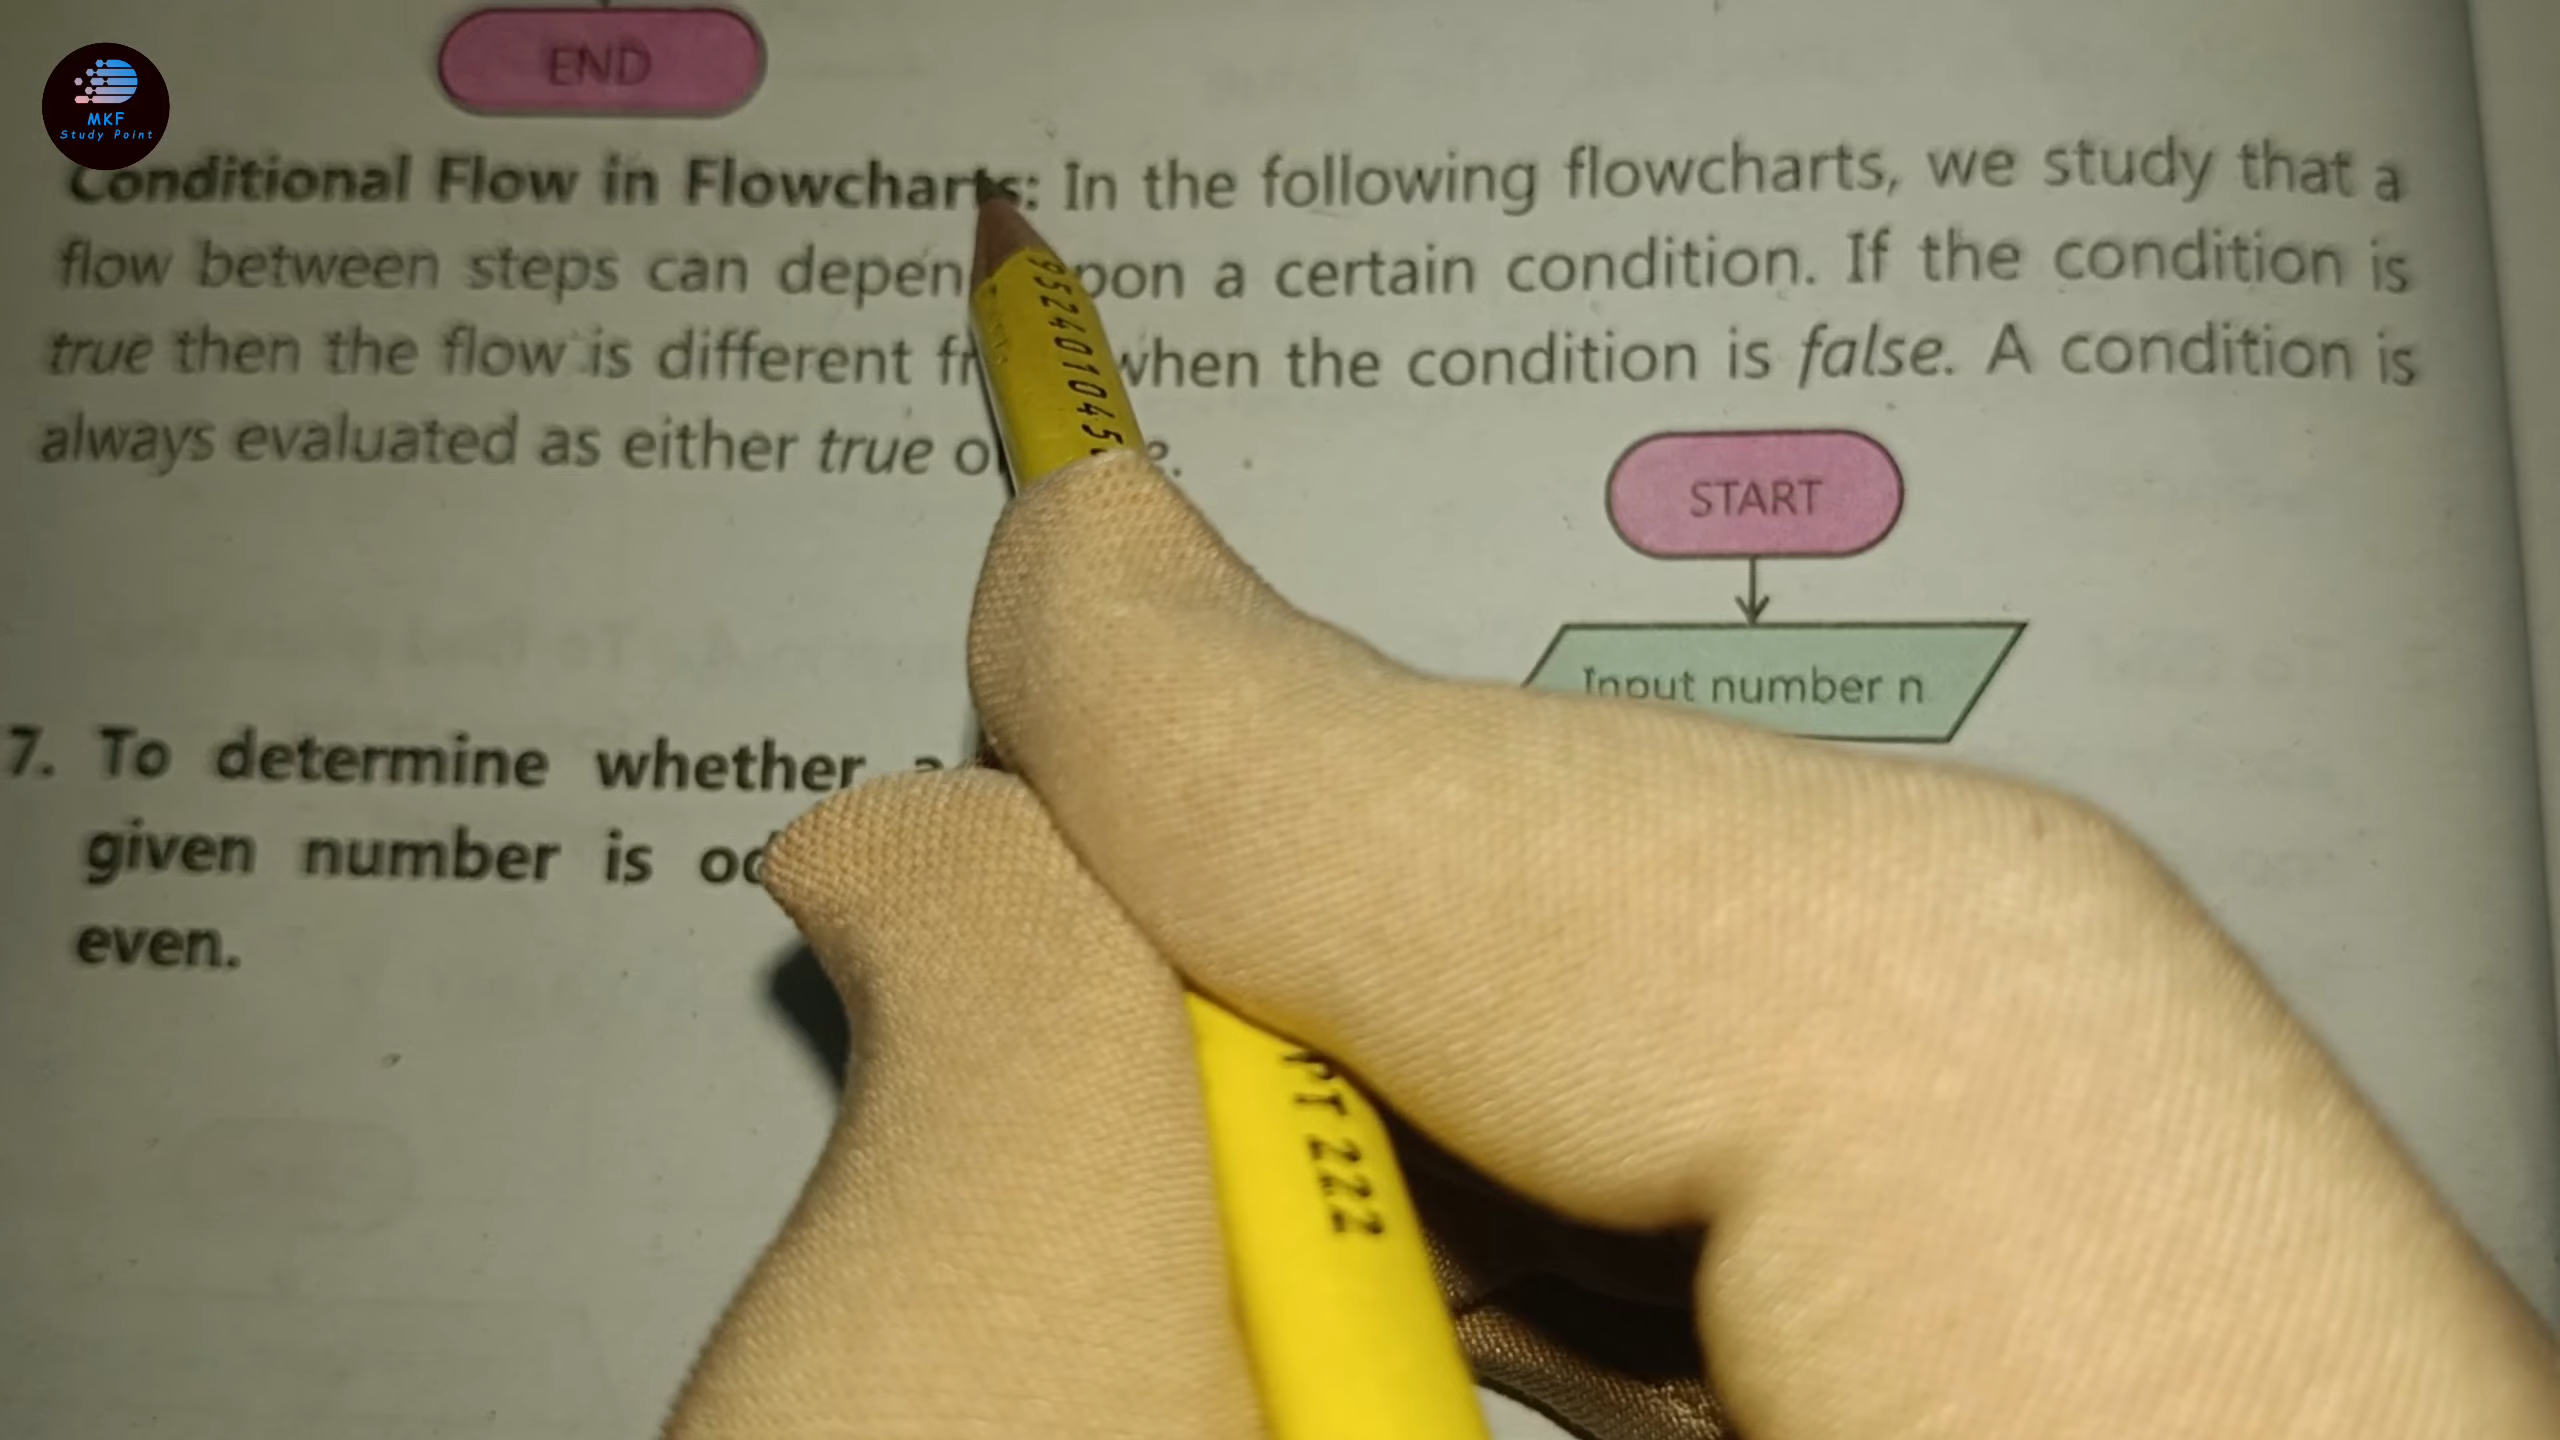 END
MKF
Study Point
Conditional Flow in Flowcharts: In the following flowcharts, we study that a
flow between steps can depen pon a certain condition. If the condition is
true then the flow is different fr when the condition is false. A condition is
always evaluated as either true o e.
START
Input number n
7. To determine whether a
given number is od
even.
952401045
PT 222